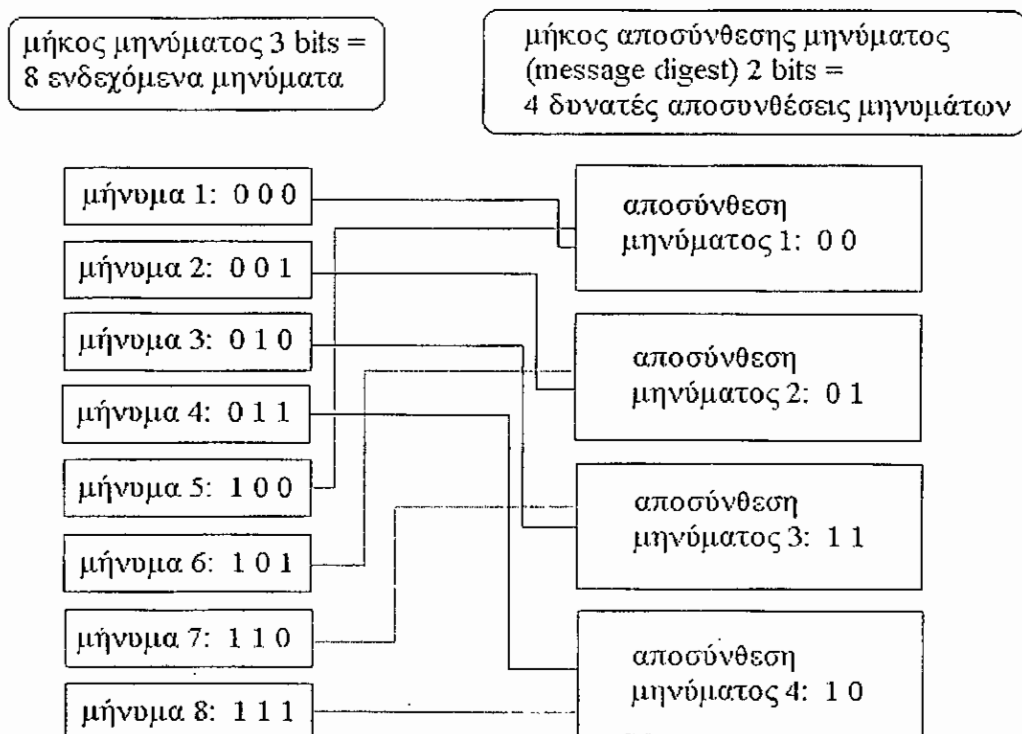 μήκος μηνύματος 3 bits =
8 ενδεχόμενα μηνύματα
μήκος αποσύνθεσης μηνύματος
(message digest) 2 bits =
4 δυνατές αποσυνθέσεις μηνυμάτων
μήνυμα 1: 0 0 0
μήνυμα 2: 0 0 1
μήνυμα 3: 0 1 0
μήνυμα 4: 0 1 1
μήνυμα 5: 1 0 0
μήνυμα 6: 1 0 1
μήνυμα 7: 1 1 0
μήνυμα 8: 1 1 1
αποσύνθεση
μηνύματος 1: 0 0
αποσύνθεση
μηνύματος 2: 0 1
αποσύνθεση
μηνύματος 3: 1 1
αποσύνθεση
μηνύματος 4: 1 0